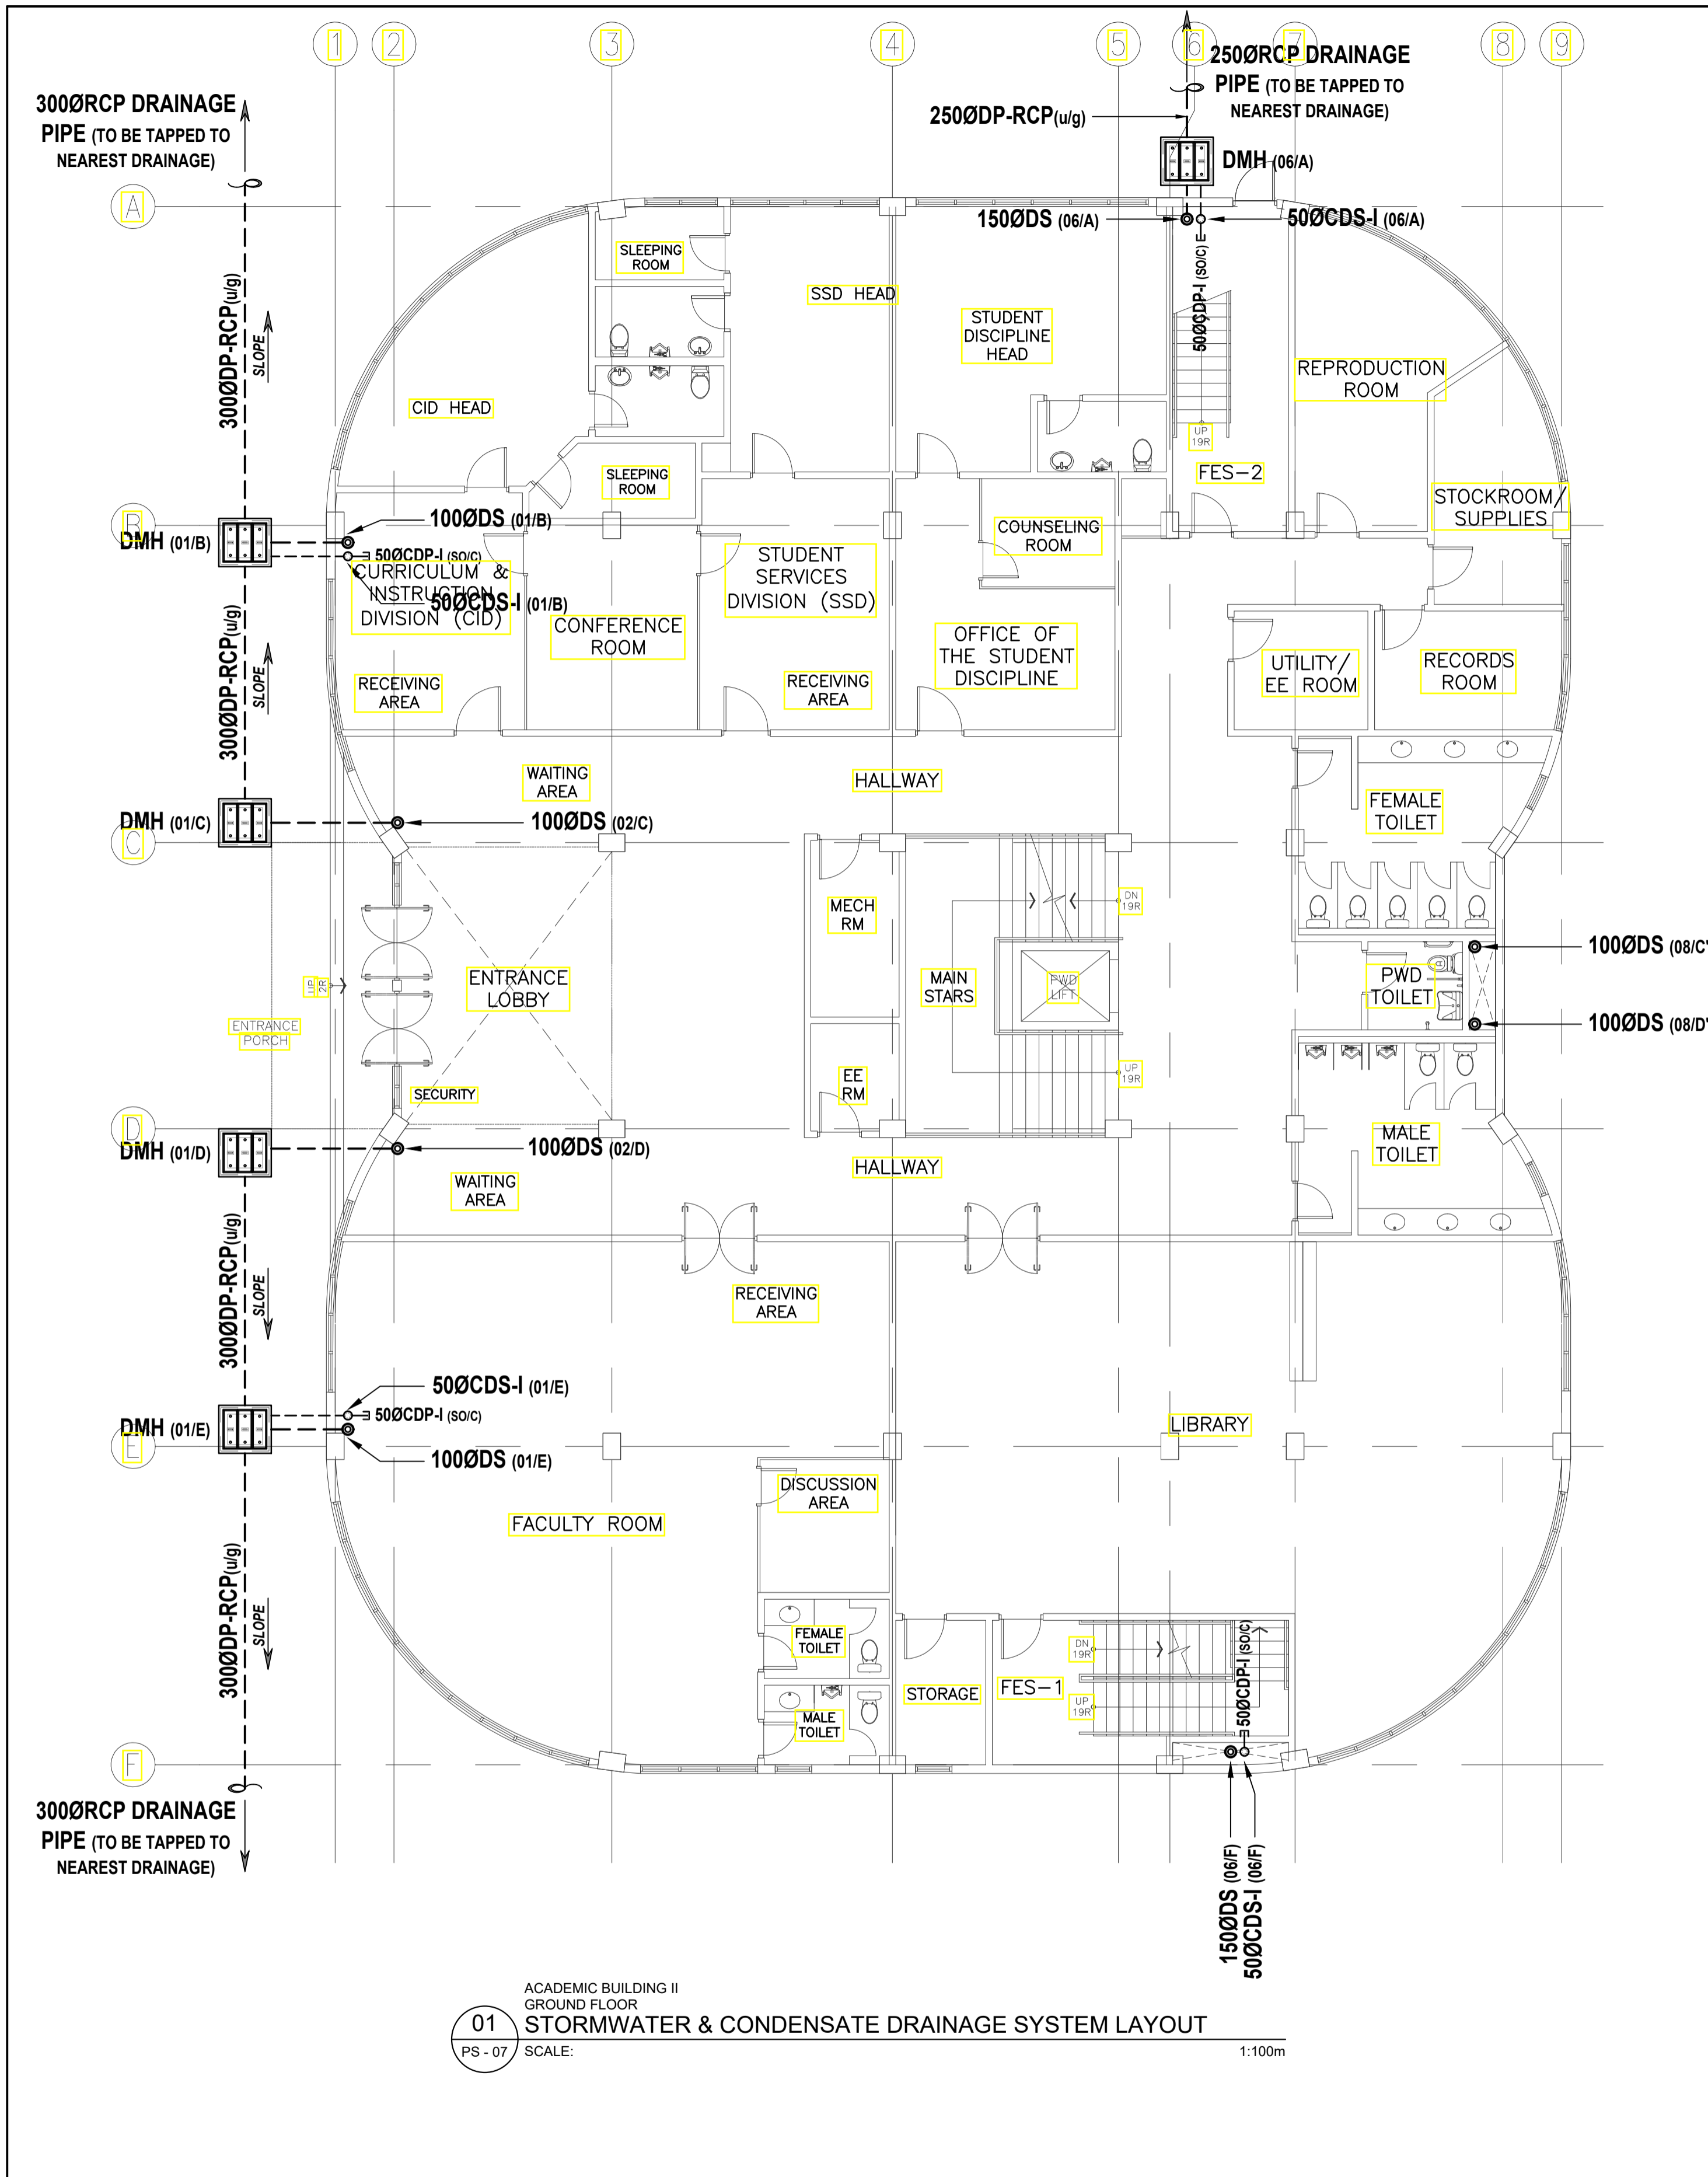 1
2
3
4
5
6
7
8
9
300ØRCP DRAINAGE
PIPE (TO BE TAPPED TO
NEAREST DRAINAGE)
250ØRCP DRAINAGE
PIPE (TO BE TAPPED TO
NEAREST DRAINAGE)
250ØDP-RCP(u/g)
DMH (06/A)
A
150ØDS (06/A)
50ØCDS-I (06/A)
50ØCDP-I (SO/C)
SLEEPING
ROOM
SSD HEAD
STUDENT
DISCIPLINE
HEAD
300ØDP-RCP(u/g)
SLOPE
REPRODUCTION
ROOM
CID HEAD
UP
19R
FES-2
SLEEPING
ROOM
STOCKROOM/
SUPPLIES
B
DMH (01/B)
100ØDS (01/B)
50ØCDP-I (SO/C)
50ØCDS-I (01/B)
CURRICULUM &
INSTRUCTION
DIVISION (CID)
COUNSELING
ROOM
STUDENT
SERVICES
DIVISION (SSD)
CONFERENCE
ROOM
OFFICE OF
THE STUDENT
DISCIPLINE
UTILITY/
EE ROOM
RECORDS
ROOM
300ØDP-RCP(u/g)
SLOPE
RECEIVING
AREA
RECEIVING
AREA
WAITING
AREA
HALLWAY
FEMALE
TOILET
DMH (01/C)
C
100ØDS (02/C)
MECH
RM
DN
19R
100ØDS (08/C'
ENTRANCE
LOBBY
MAIN
STARS
PWD
LIFT
PWD
TOILET
UP
2R
ENTRANCE
PORCH
100ØDS (08/D'
EE
RM
UP
19R
SECURITY
D
DMH (01/D)
100ØDS (02/D)
MALE
TOILET
HALLWAY
WAITING
AREA
300ØDP-RCP(u/g)
SLOPE
RECEIVING
AREA
50ØCDS-I (01/E)
50ØCDP-I (SO/C)
DMH (01/E)
E
100ØDS (01/E)
LIBRARY
DISCUSSION
AREA
FACULTY ROOM
300ØDP-RCP(u/g)
SLOPE
FEMALE
TOILET
DN
19R
50ØCDP-I (SO/C)
STORAGE
FES-1
UP
19R
MALE
TOILET
F
300ØRCP DRAINAGE
PIPE (TO BE TAPPED TO
NEAREST DRAINAGE)
150ØDS (06/F)
50ØCDS-I (06/F)
ACADEMIC BUILDING II
GROUND FLOOR
01
STORMWATER & CONDENSATE DRAINAGE SYSTEM LAYOUT
PS - 07
SCALE:
1:100m